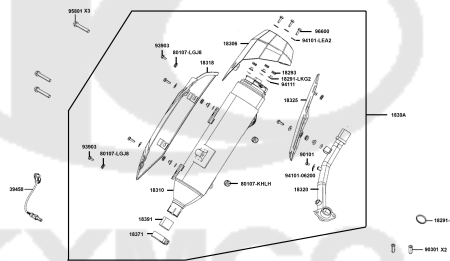 95801 X3
96600
94101-LEA2
18306
93903
80107-LGJ8
18318
18293
18291-LKG2
94111
18325
1630A
93903
80107-LGJ8
90101
94101-06200
39450
18310
80107-KHLH
18320
18391
18371
18291-
90301 X2